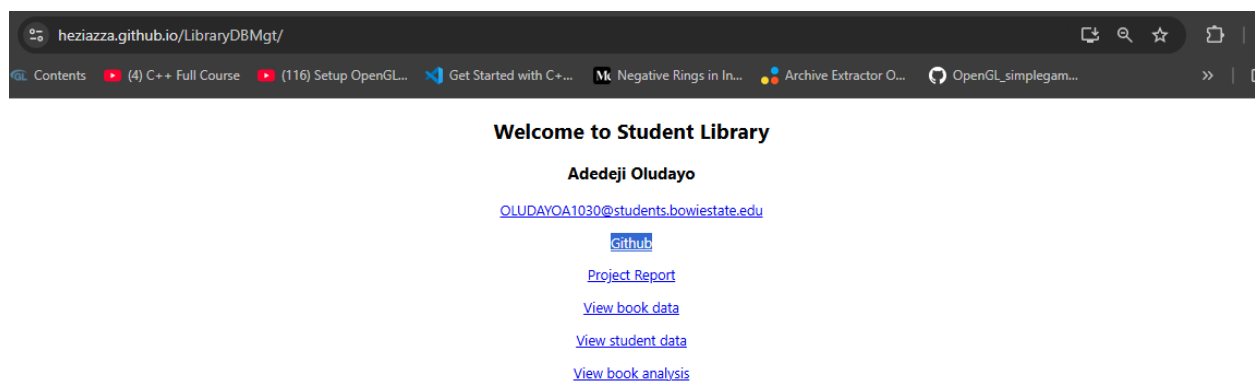 heziazza.github.io/LibraryDBMgt/
GL Contents (4) C++ Full Course (116) Setup OpenGL... Get Started with C+... Negative Rings in In... Archive Extractor O... OpenGL_simplegam... »
Welcome to Student Library
Adedeji Oludayo
OLUDAYOA1030@students.bowiestate.edu
Github
Project Report
View book data
View student data
View book analysis